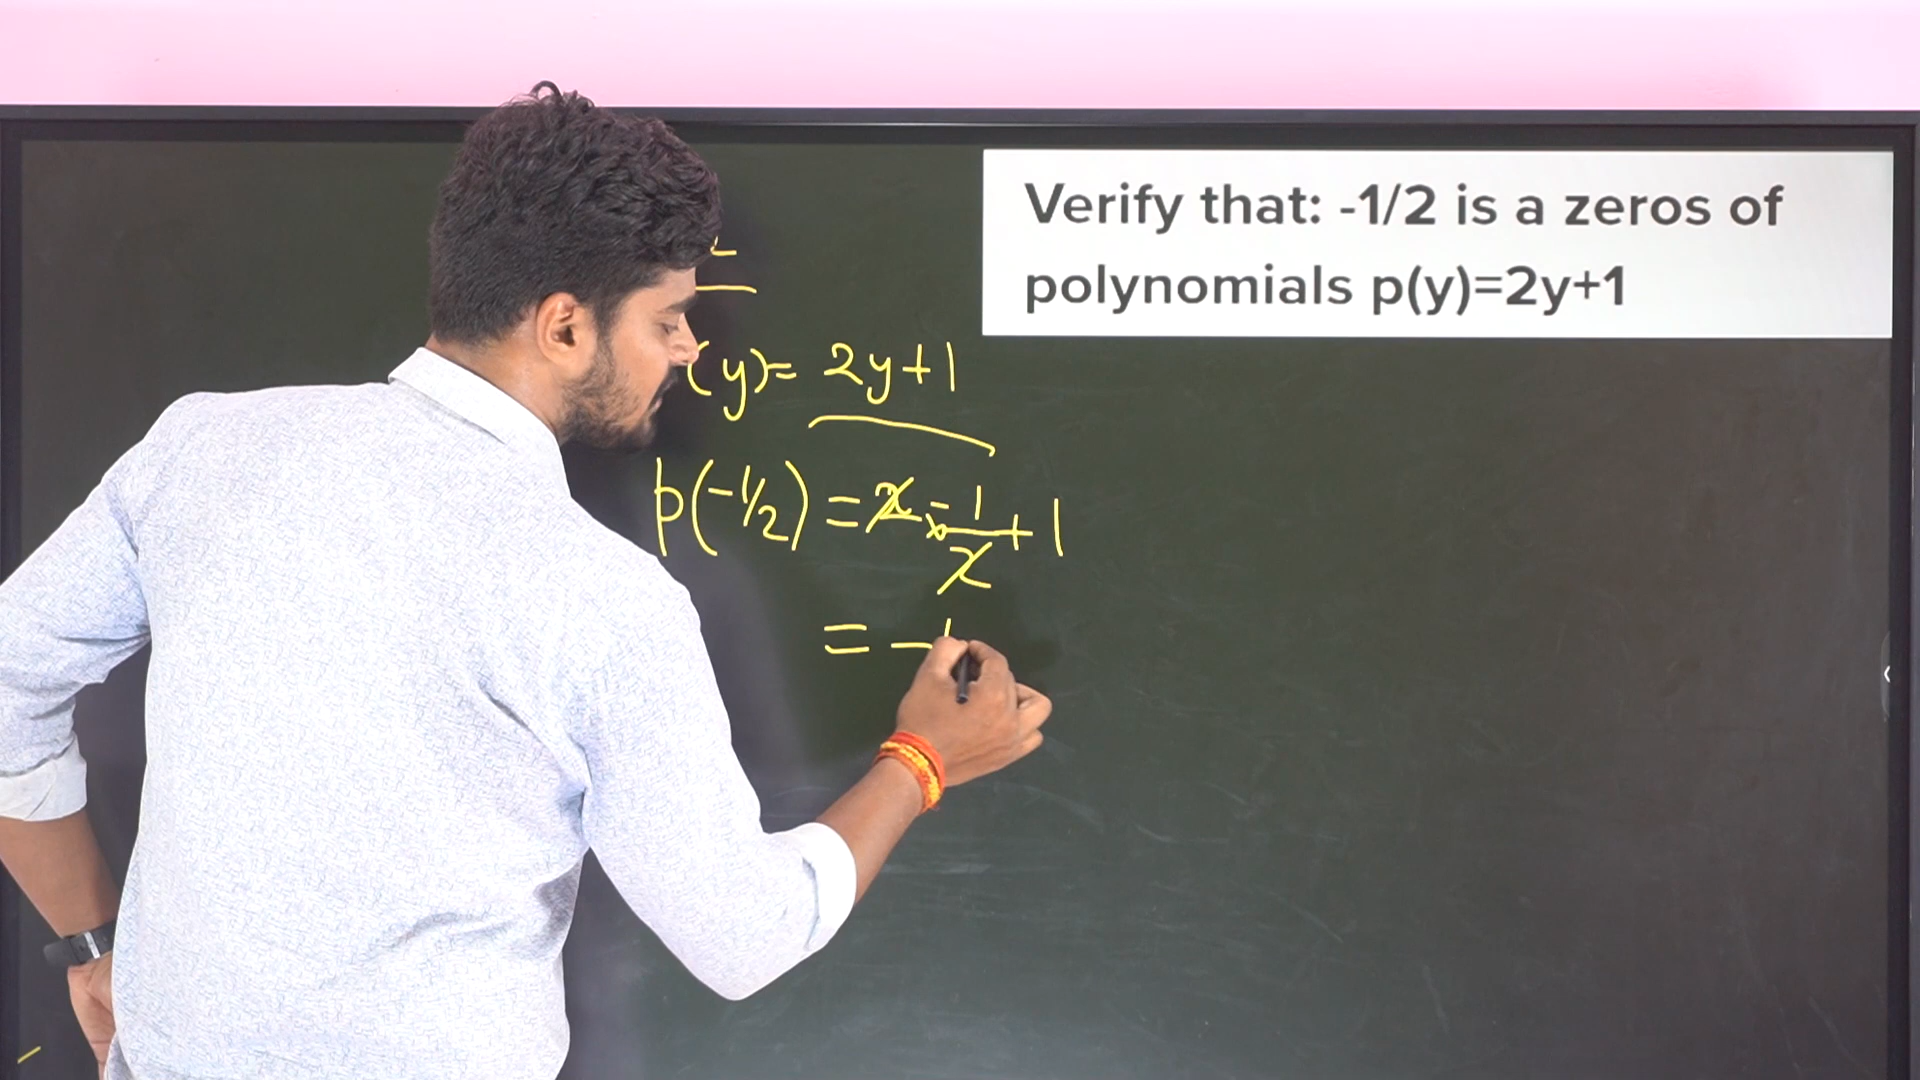 Verify that: -1/2 is a zeros of
polynomials p(y)=2y+1
(y)= 2y+1
p(-1/2) = 2 × -1/2 + 1
= -1